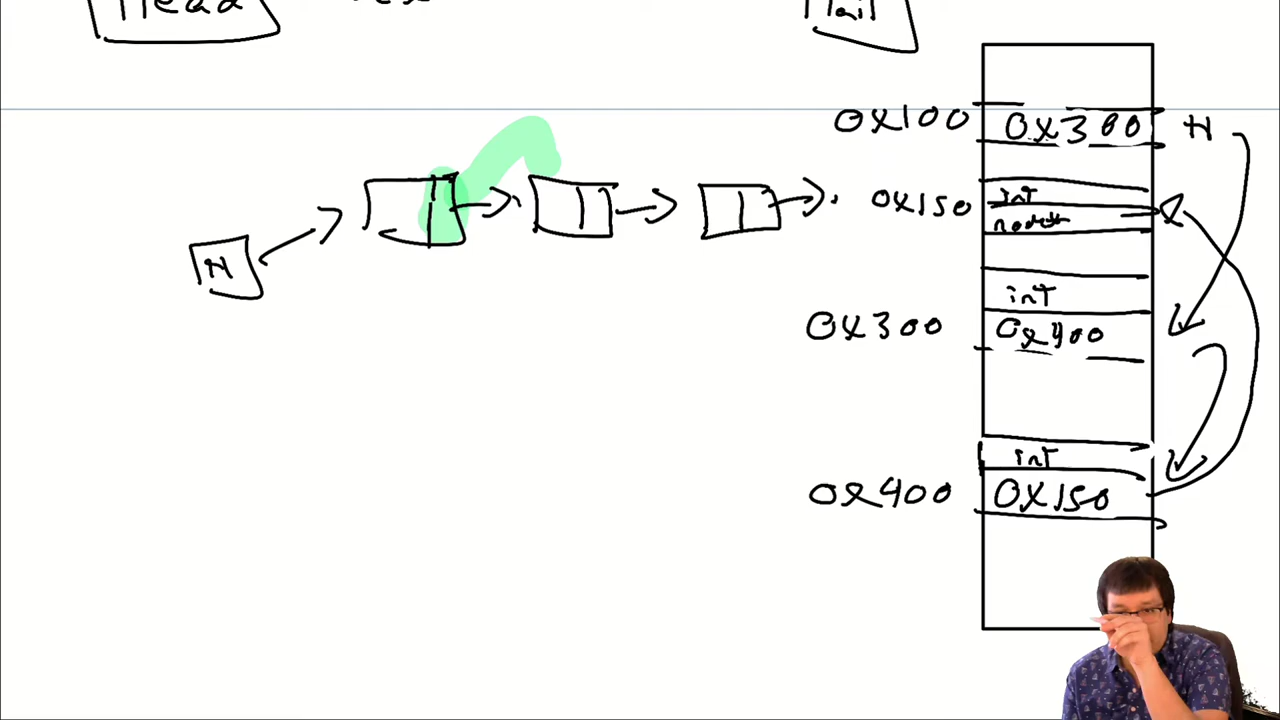 Head
Tail
0x100
0x300
H
0x150
int
node*
H
int
0x300
0x400
int
0x400
0x150